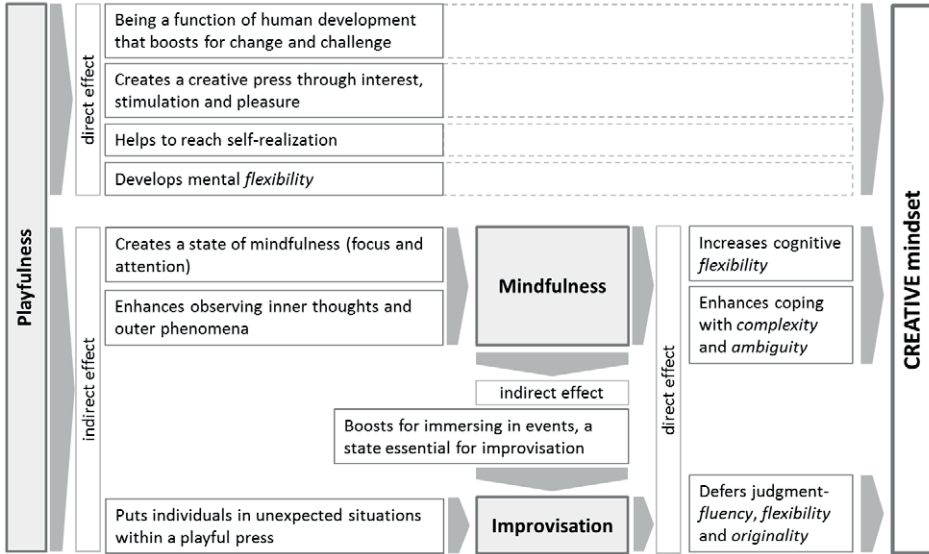 Playfulness
direct effect
Being a function of human development
that boosts for change and challenge
Creates a creative press through interest,
stimulation and pleasure
Helps to reach self-realization
Develops mental flexibility
indirect effect
Creates a state of mindfulness (focus and
attention)
Enhances observing inner thoughts and
outer phenomena
Mindfulness
indirect effect
Boosts for immersing in events, a
state essential for improvisation
Puts individuals in unexpected situations
within a playful press
Improvisation
direct effect
Increases cognitive
flexibility
Enhances coping
with complexity
and ambiguity
Defers judgment-
fluency, flexibility
and originality
CREATIVE mindset